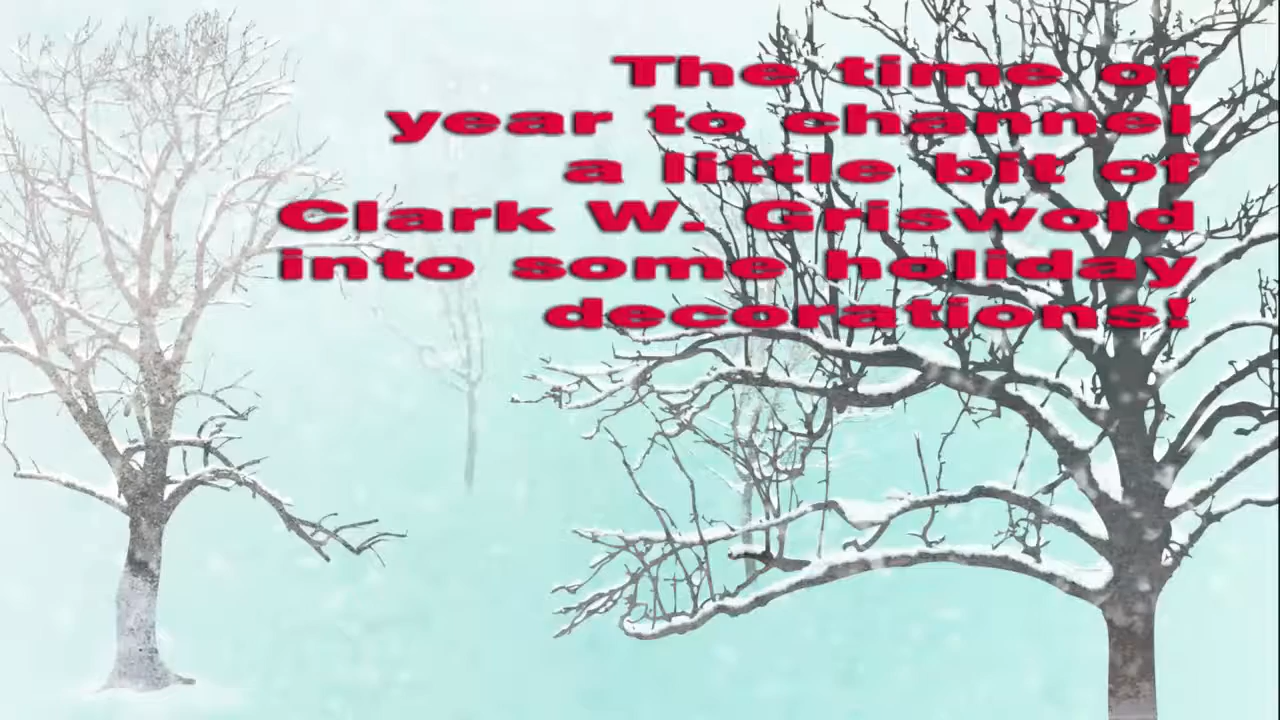 The time of
year to channel
a little bit of
Clark W. Griswold
into some holiday
decorations!